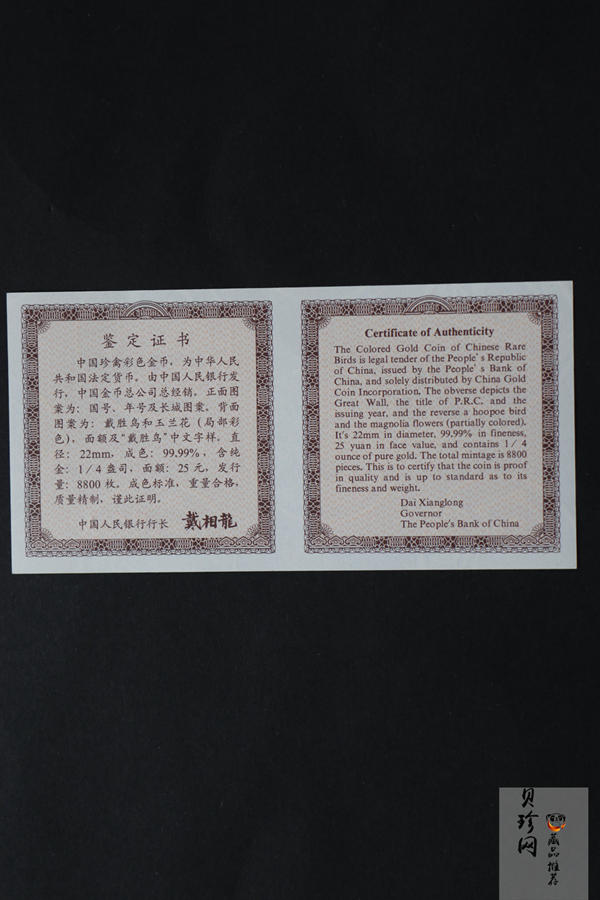 鉴定证书
中国珍禽彩色金币，为中华人民
共和国法定货币。由中国人民银行发
行，中国金币总公司总经销。正面图
案为：国号、年号及长城图案。背面
图案为：戴胜鸟和玉兰花（局部彩
色），面额及“戴胜鸟”中文字样。直
径：22mm，成色：99.99%，含纯
金：1/4盎司，面额：25元，发行
量：8800枚。成色标准，重量合格，
质量精制，谨此证明。
中国人民银行行长 戴相龍
Certificate of Authenticity
The Colored Gold Coin of Chinese Rare
Birds is legal tender of the People's Republic
of China, issued by the People's Bank of
China, and solely distributed by China Gold
Coin Incorporation. The obverse depicts the
Great Wall, the title of P.R.C. and the
issuing year, and the reverse a hoopoe bird
and the magnolia flowers (partially colored).
It's 22mm in diameter, 99.99% in fineness,
25 yuan in face value, and contains 1/4
ounce of pure gold. The total mintage is 8800
pieces. This is to certify that the coin is proof
in quality and is up to standard as to its
fineness and weight.
Dai Xianglong
Governor
The People's Bank of China
贝珍网
藏品推荐